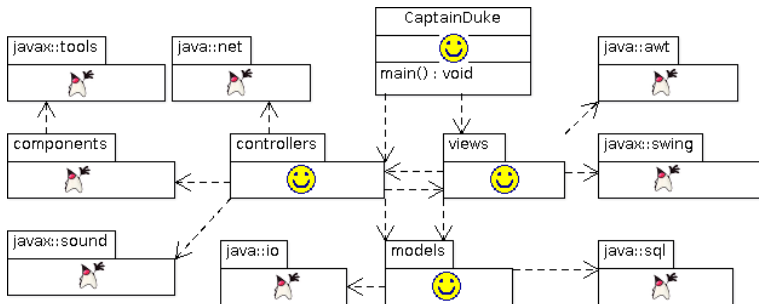 CaptainDuke
javax::tools
java::net
java::awt
main() : void
components
controllers
views
javax::swing
javax::sound
java::io
models
java::sql